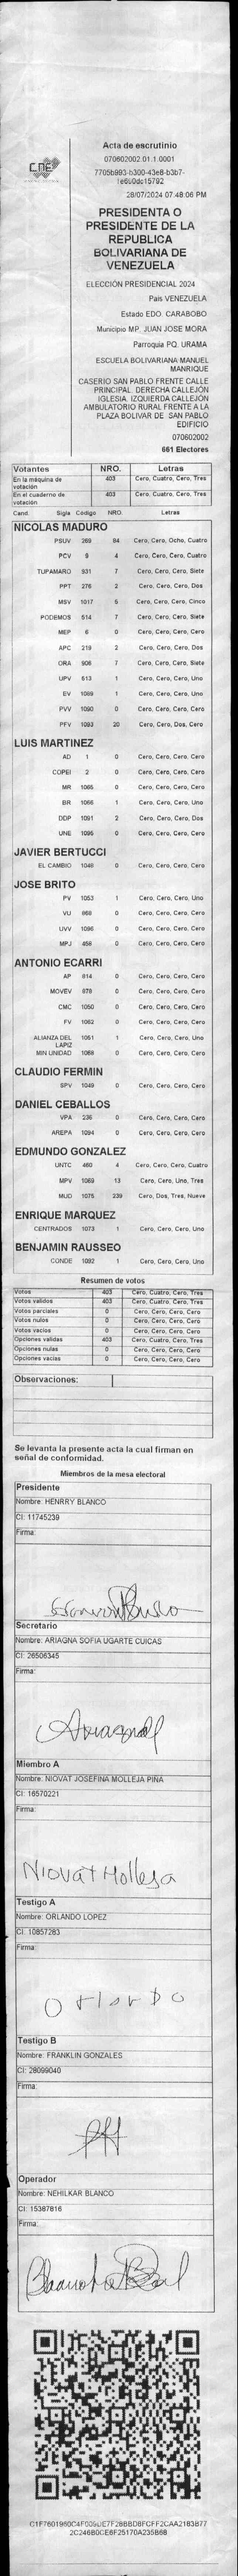 CNE
Acta de escrutinio
070602002.01.1.0001
7705b993-b300-43e8-b3b7-
1e600dc15792
28/07/2024 07:48:06 PM
PRESIDENTA O
PRESIDENTE DE LA
REPUBLICA
BOLIVARIANA DE
VENEZUELA
ELECCIÓN PRESIDENCIAL 2024
País VENEZUELA
Estado EDO. CARABOBO
Municipio MP. JUAN JOSE MORA
Parroquia PQ. URAMA
ESCUELA BOLIVARIANA MANUEL
MANRIQUE
CASERIO SAN PABLO FRENTE CALLE
PRINCIPAL. DERECHA CALLEJÓN
IGLESIA. IZQUIERDA CALLEJÓN
AMBULATORIO RURAL FRENTE A LA
PLAZA BOLIVAR DE SAN PABLO
EDIFICIO
070602002
661 Electores
Votantes NRO. Letras
En la máquina de votación 403 Cero, Cuatro, Cero, Tres
En el cuaderno de votación 403 Cero, Cuatro, Cero, Tres
Cand. Sigla Código NRO. Letras
NICOLAS MADURO
PSUV 269 84 Cero, Cero, Ocho, Cuatro
PCV 9 4 Cero, Cero, Cero, Cuatro
TUPAMARO 931 7 Cero, Cero, Cero, Siete
PPT 276 2 Cero, Cero, Cero, Dos
MSV 1017 5 Cero, Cero, Cero, Cinco
PODEMOS 514 7 Cero, Cero, Cero, Siete
MEP 6 0 Cero, Cero, Cero, Cero
APC 219 2 Cero, Cero, Cero, Dos
ORA 906 7 Cero, Cero, Cero, Siete
UPV 613 1 Cero, Cero, Cero, Uno
EV 1089 1 Cero, Cero, Cero, Uno
PVV 1090 0 Cero, Cero, Cero, Cero
PFV 1093 20 Cero, Cero, Dos, Cero
LUIS MARTINEZ
AD 1 0 Cero, Cero, Cero, Cero
COPEI 2 0 Cero, Cero, Cero, Cero
MR 1065 0 Cero, Cero, Cero, Cero
BR 1066 1 Cero, Cero, Cero, Uno
DDP 1091 2 Cero, Cero, Cero, Dos
UNE 1096 0 Cero, Cero, Cero, Cero
JAVIER BERTUCCI
EL CAMBIO 1048 0 Cero, Cero, Cero, Cero
JOSE BRITO
PV 1053 1 Cero, Cero, Cero, Uno
VU 868 0 Cero, Cero, Cero, Cero
UVV 1096 0 Cero, Cero, Cero, Cero
MPJ 458 0 Cero, Cero, Cero, Cero
ANTONIO ECARRI
AP 814 0 Cero, Cero, Cero, Cero
MOVEV 978 0 Cero, Cero, Cero, Cero
CMC 1050 0 Cero, Cero, Cero, Cero
FV 1062 0 Cero, Cero, Cero, Cero
ALIANZA DEL LAPIZ 1051 1 Cero, Cero, Cero, Uno
MIN UNIDAD 1068 0 Cero, Cero, Cero, Cero
CLAUDIO FERMIN
SPV 1049 0 Cero, Cero, Cero, Cero
DANIEL CEBALLOS
VPA 236 0 Cero, Cero, Cero, Cero
AREPA 1094 0 Cero, Cero, Cero, Cero
EDMUNDO GONZALEZ
UNTC 460 4 Cero, Cero, Cero, Cuatro
MPV 1069 13 Cero, Cero, Uno, Tres
MUD 1075 239 Cero, Dos, Tres, Nueve
ENRIQUE MARQUEZ
CENTRADOS 1073 1 Cero, Cero, Cero, Uno
BENJAMIN RAUSSEO
CONDE 1092 1 Cero, Cero, Cero, Uno
Resumen de votos
Votos 403 Cero, Cuatro, Cero, Tres
Votos validos 403 Cero, Cuatro, Cero, Tres
Votos parciales 0 Cero, Cero, Cero, Cero
Votos nulos 0 Cero, Cero, Cero, Cero
Votos vacios 0 Cero, Cero, Cero, Cero
Opciones validas 403 Cero, Cuatro, Cero, Tres
Opciones nulas 0 Cero, Cero, Cero, Cero
Opciones vacias 0 Cero, Cero, Cero, Cero
Observaciones:
Se levanta la presente acta la cual firman en
señal de conformidad.
Miembros de la mesa electoral
Presidente
Nombre: HENRRY BLANCO
CI: 11745239
Firma:
Secretario
Nombre: ARIAGNA SOFIA UGARTE CUICAS
CI: 26506345
Firma:
Miembro A
Nombre: NIOVAT JOSEFINA MOLLEJA PIÑA
CI: 16570221
Firma:
Niovat Molleja
Testigo A
Nombre: ORLANDO LOPEZ
CI: 10857283
Firma:
Testigo B
Nombre: FRANKLIN GONZALES
CI: 28099040
Firma:
Operador
Nombre: NEHILKAR BLANCO
CI: 15387816
Firma: